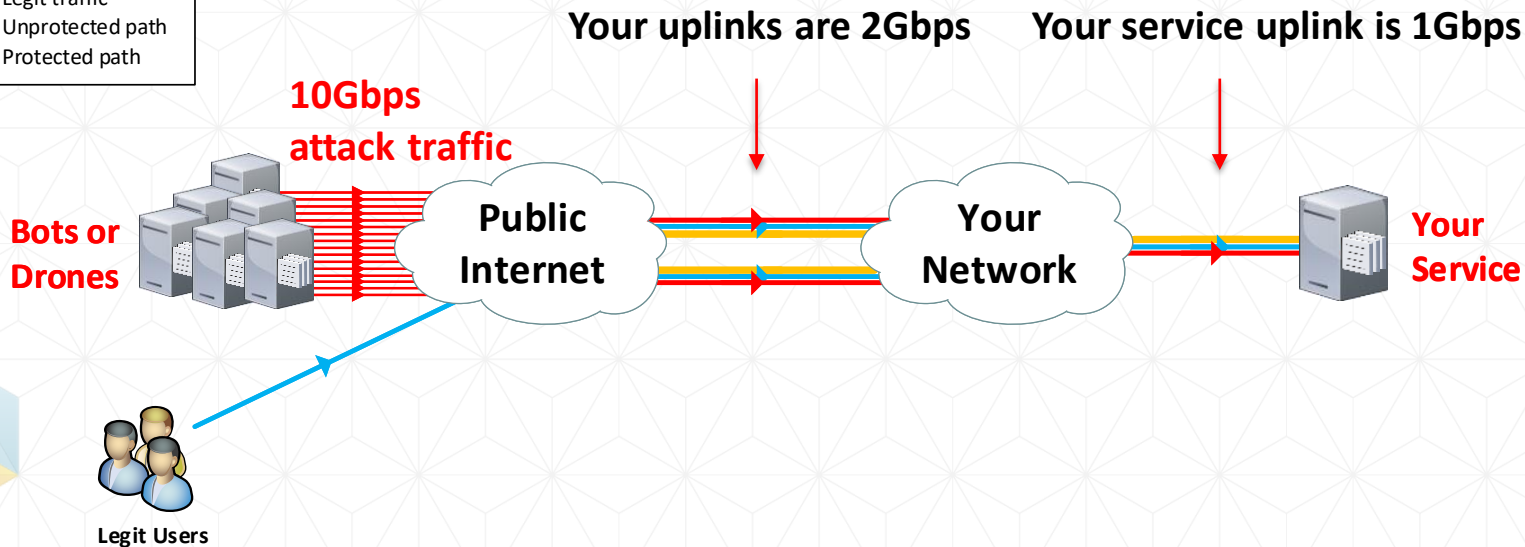 Unprotected path
Protected path
Your uplinks are 2Gbps
Your service uplink is 1Gbps
10Gbps
attack traffic
Bots or
Drones
Public
Internet
Your
Network
Your
Service
Legit Users